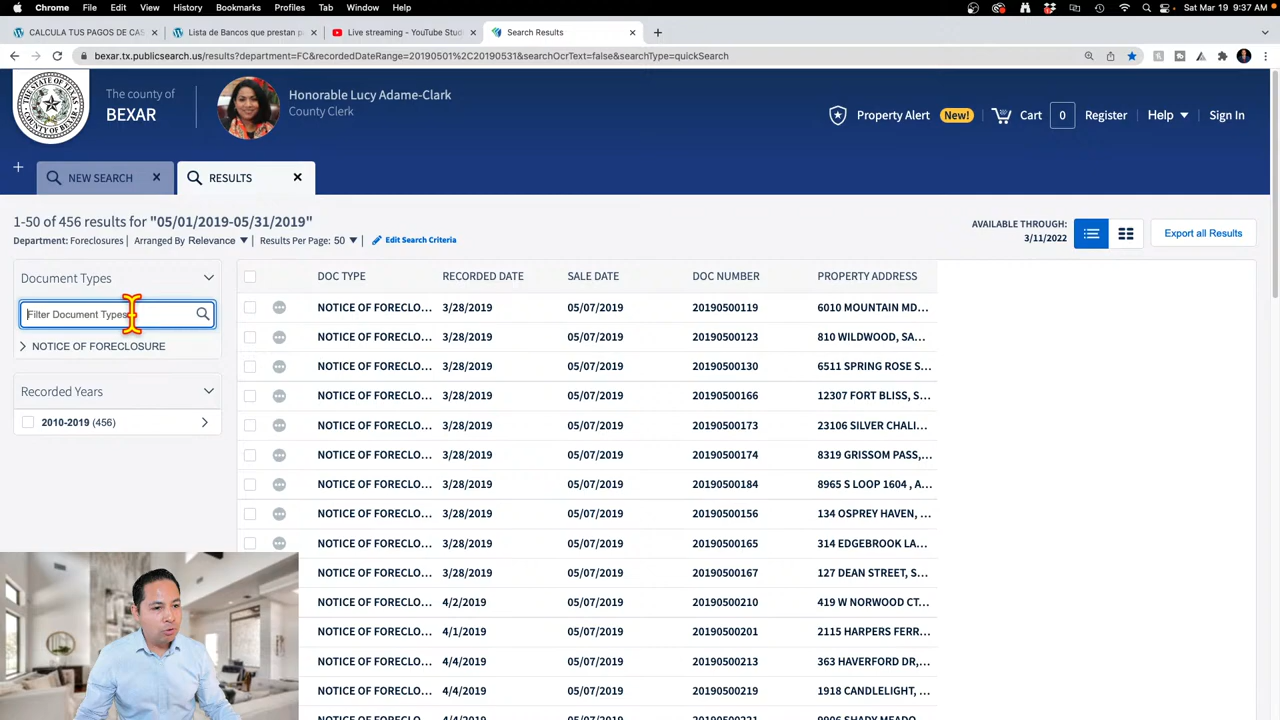 Chrome File Edit View History Bookmarks Profiles Tab Window Help
Sat Mar 19 9:37 AM
CALCULA TUS PAGOS DE CAS
Lista de Bancos que prestan p
Live streaming - YouTube Stud
Search Results
bexar.tx.publicsearch.us/results?department=FC&recordedDateRange=20190501%2C20190531&searchOcrText=false&searchType=quickSearch
The county of
BEXAR
Honorable Lucy Adame-Clark
County Clerk
Property Alert New! Cart 0 Register Help Sign In
NEW SEARCH
RESULTS
1-50 of 456 results for "05/01/2019-05/31/2019"
Department: Foreclosures Arranged By Relevance Results Per Page: 50 Edit Search Criteria
AVAILABLE THROUGH:
3/11/2022
Export all Results
Document Types
Filter Document Types
NOTICE OF FORECLOSURE
Recorded Years
2010-2019 (456)
DOC TYPE RECORDED DATE SALE DATE DOC NUMBER PROPERTY ADDRESS
NOTICE OF FORECLO... 3/28/2019 05/07/2019 20190500119 6010 MOUNTAIN MD...
NOTICE OF FORECLO... 3/28/2019 05/07/2019 20190500123 810 WILDWOOD, SA...
NOTICE OF FORECLO... 3/28/2019 05/07/2019 20190500130 6511 SPRING ROSE S...
NOTICE OF FORECLO... 3/28/2019 05/07/2019 20190500166 12307 FORT BLISS, S...
NOTICE OF FORECLO... 3/28/2019 05/07/2019 20190500173 23106 SILVER CHALI...
NOTICE OF FORECLO... 3/28/2019 05/07/2019 20190500174 8319 GRISSOM PASS,...
NOTICE OF FORECLO... 3/28/2019 05/07/2019 20190500184 8965 S LOOP 1604 , A...
NOTICE OF FORECLO... 3/28/2019 05/07/2019 20190500156 134 OSPREY HAVEN, ...
NOTICE OF FORECLO... 3/28/2019 05/07/2019 20190500165 314 EDGEBROOK LA...
NOTICE OF FORECLO... 3/28/2019 05/07/2019 20190500167 127 DEAN STREET, S...
NOTICE OF FORECLO... 4/2/2019 05/07/2019 20190500210 419 W NORWOOD CT...
NOTICE OF FORECLO... 4/1/2019 05/07/2019 20190500201 2115 HARPERS FERR...
NOTICE OF FORECLO... 4/4/2019 05/07/2019 20190500213 363 HAVERFORD DR,...
NOTICE OF FORECLO... 4/4/2019 05/07/2019 20190500219 1918 CANDLELIGHT, ...